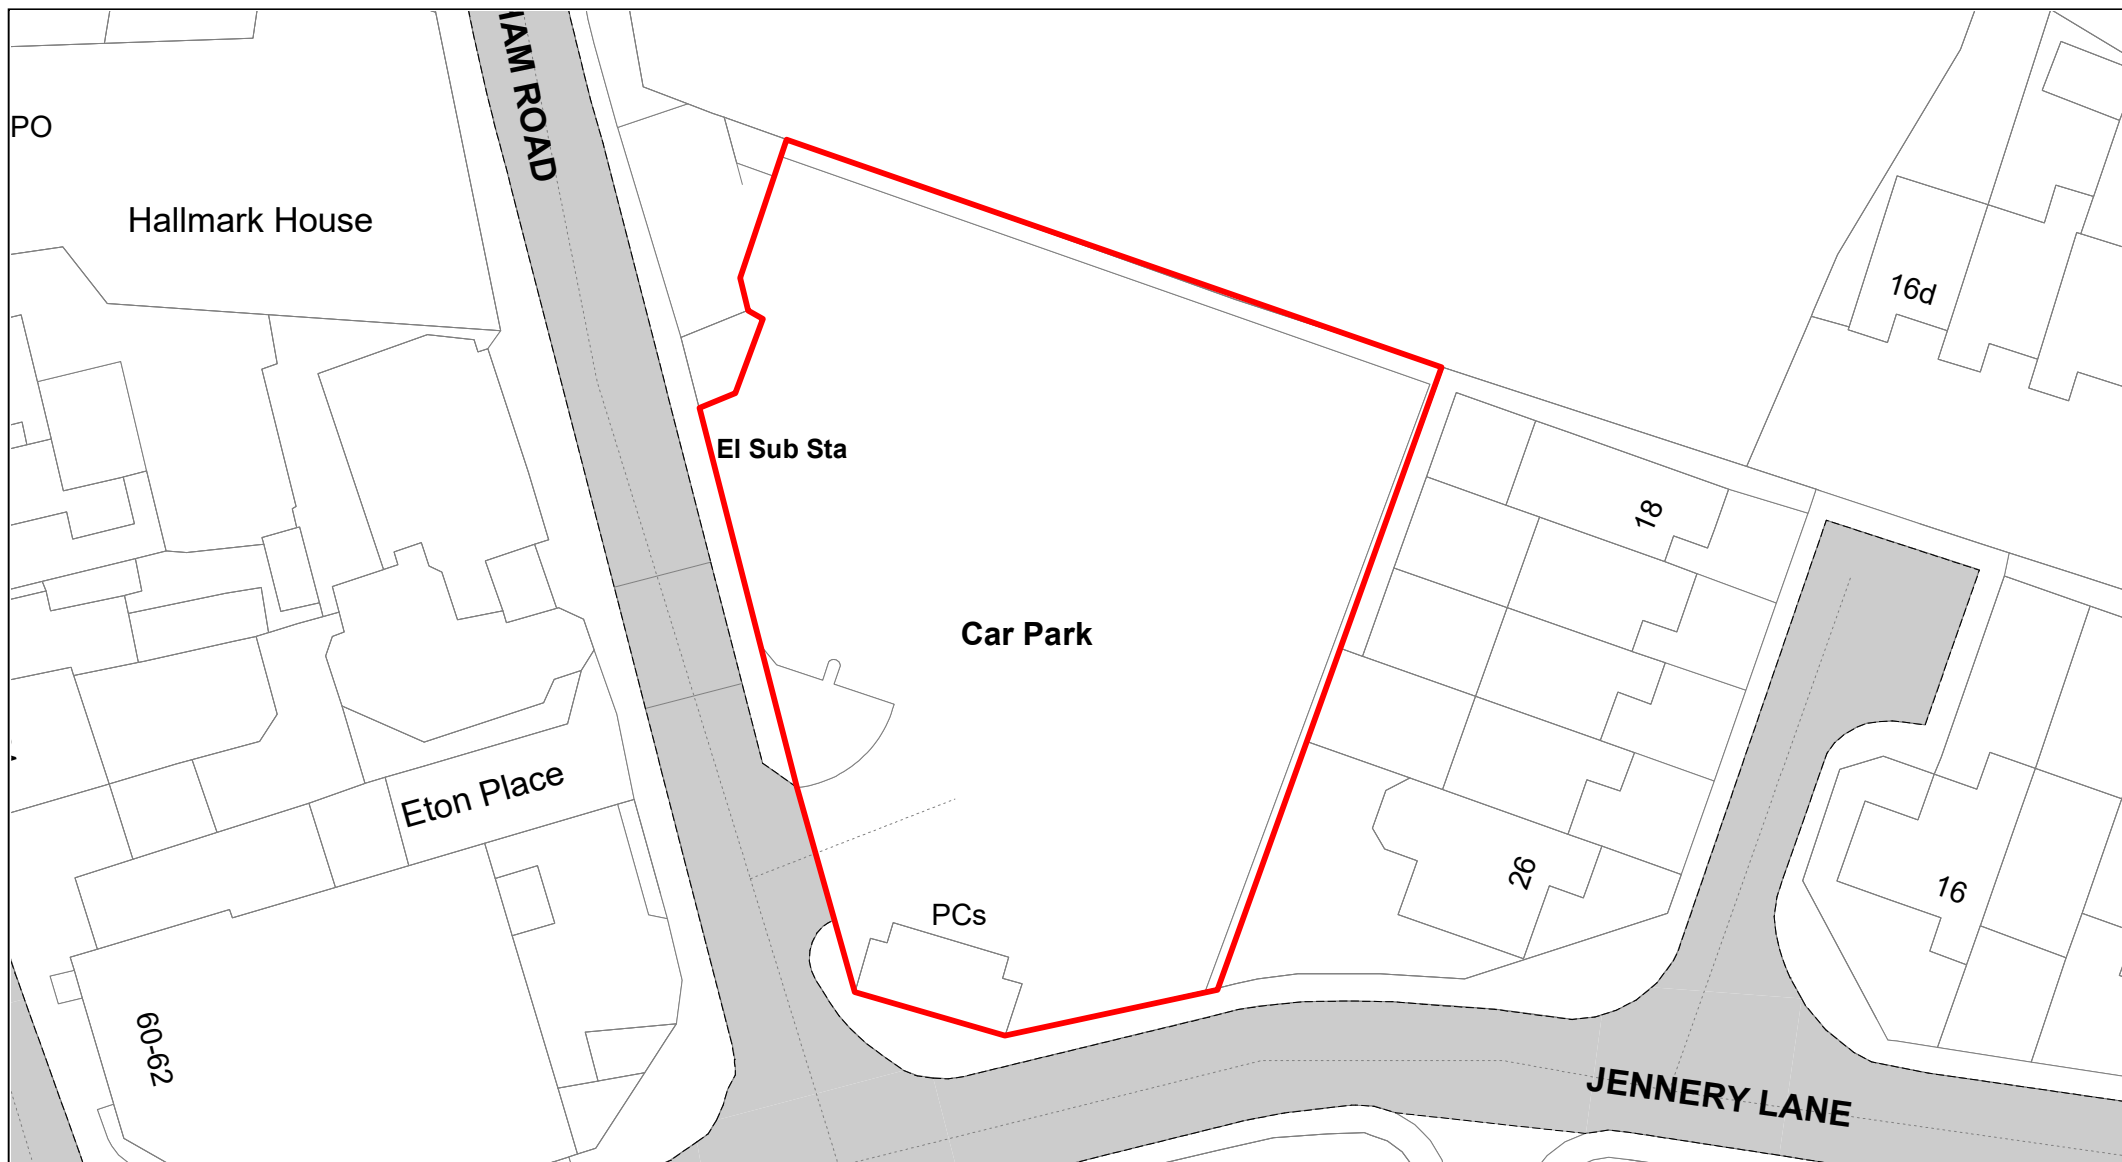 HAM ROAD
PO
Hallmark House
16d
El Sub Sta
18
Car Park
Eton Place
26
16
PCs
60-62
JENNERY LANE